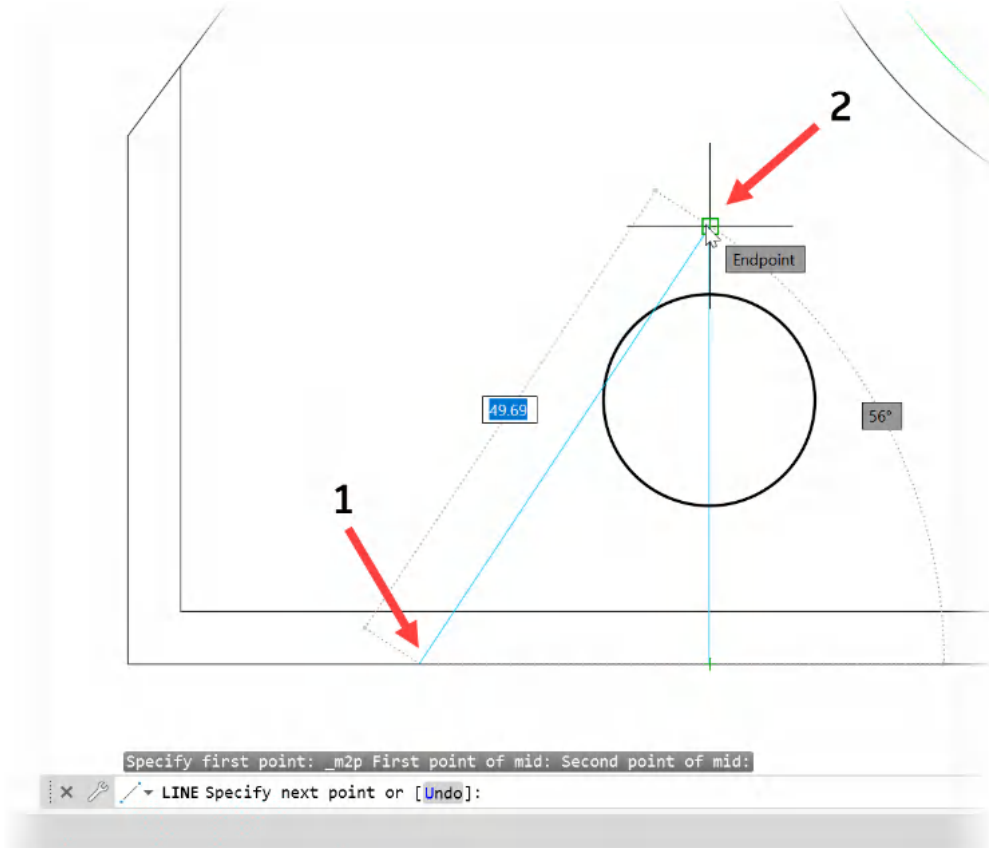 2
Endpoint
49.69
56°
1
Specify first point: _m2p First point of mid: Second point of mid:
LINE Specify next point or [Undo]: